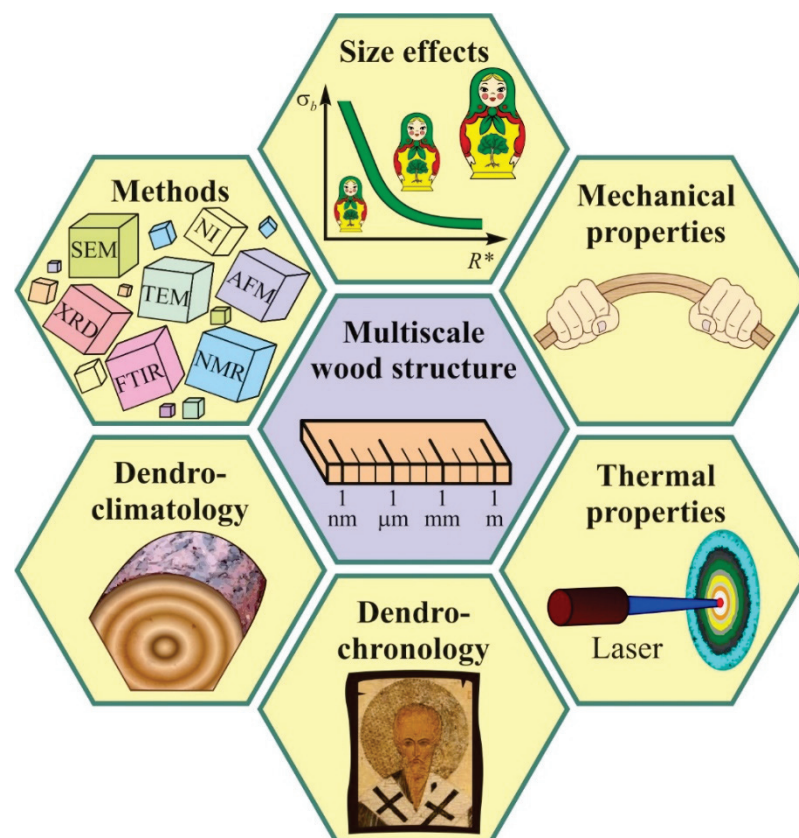 Size effects
σb
R*
Methods
SEM
NI
TEM
AFM
XRD
FTIR
NMR
Mechanical
properties
Multiscale
wood structure
1 1 1 1
nm μm mm m
Dendro-
climatology
Thermal
properties
Laser
Dendro-
chronology